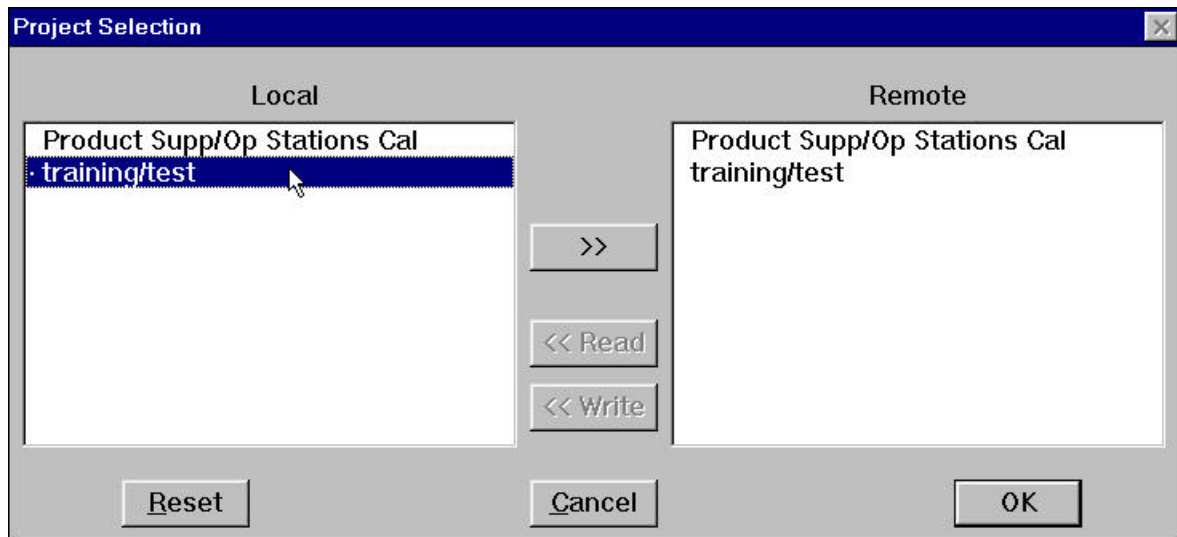 Project Selection
Local
Remote
Product Supp/Op Stations Cal
· training/test
Product Supp/Op Stations Cal
training/test
>>
<< Read
<< Write
Reset
Cancel
OK